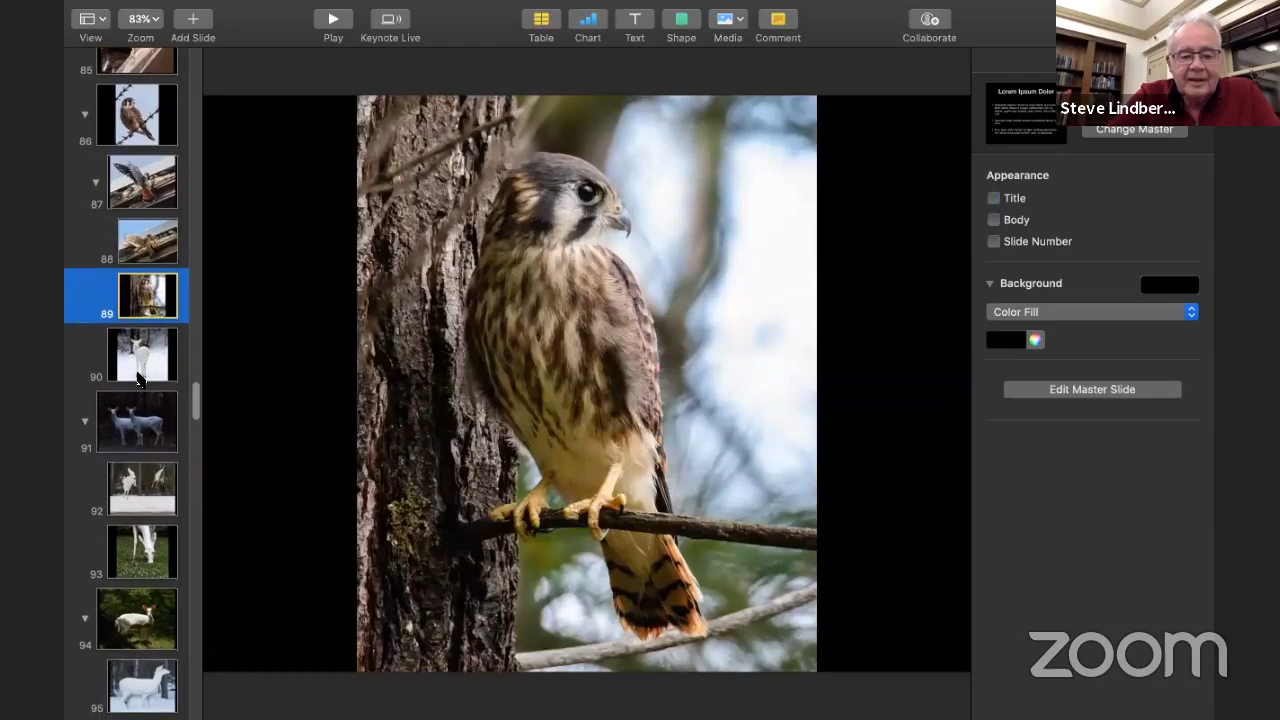 View
83%
Zoom
Add Slide
Play
Keynote Live
Table
Chart
Text
Shape
Media
Comment
Collaborate
Steve Lindber...
Lorem Ipsum Dolor
Change Master
Appearance
Title
Body
Slide Number
Background
Color Fill
Edit Master Slide
85
86
87
88
89
90
91
92
93
94
95
zoom